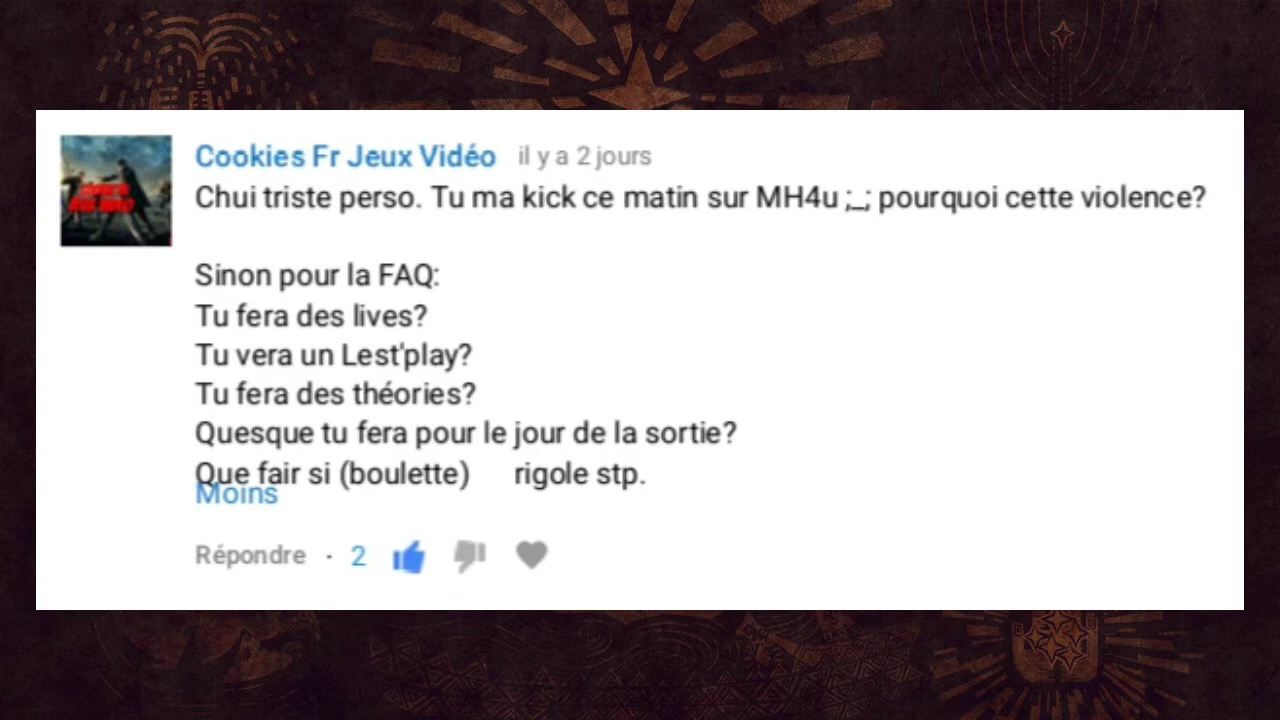 Cookies Fr Jeux Vidéo il y a 2 jours
Chui triste perso. Tu ma kick ce matin sur MH4u ;_; pourquoi cette violence?
Sinon pour la FAQ:
Tu fera des lives?
Tu vera un Lest'play?
Tu fera des théories?
Quesque tu fera pour le jour de la sortie?
Que fair si (boulette) rigole stp.
Moins
Répondre · 2